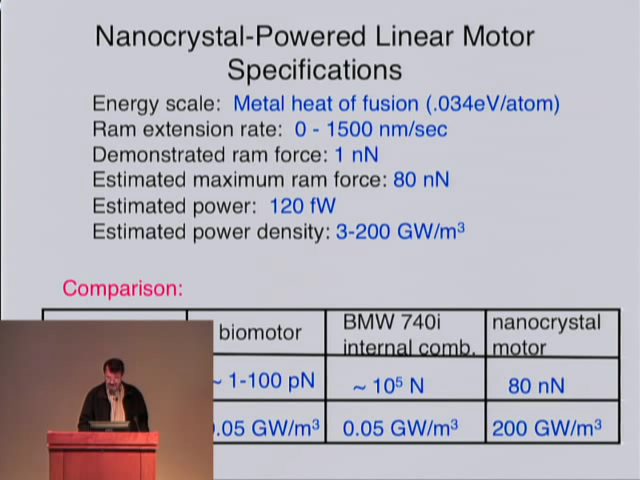 Nanocrystal-Powered Linear Motor
Specifications
Energy scale: Metal heat of fusion (.034eV/atom)
Ram extension rate: 0 - 1500 nm/sec
Demonstrated ram force: 1 nN
Estimated maximum ram force: 80 nN
Estimated power: 120 fW
Estimated power density: 3-200 GW/m³
Comparison:
biomotor BMW 740i nanocrystal
internal comb. motor
~ 1-100 pN ~ 10⁵ N 80 nN
.05 GW/m³ 0.05 GW/m³ 200 GW/m³